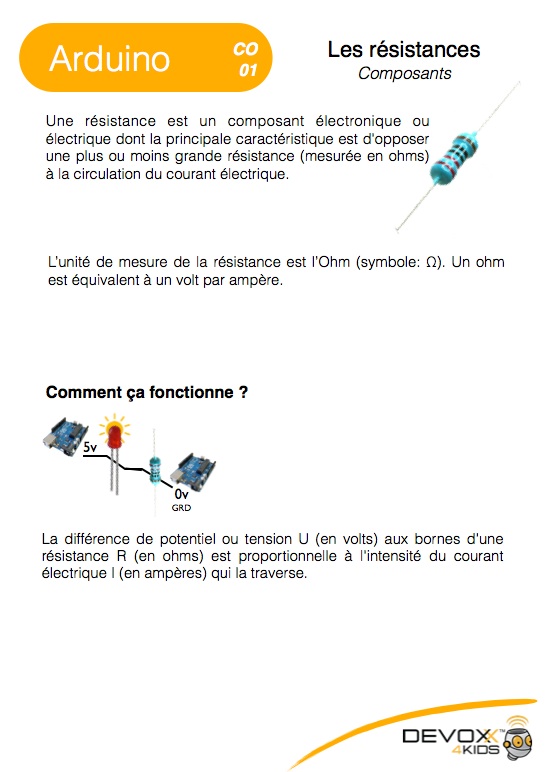 Arduino
CO
01
Les résistances
Composants
Une résistance est un composant électronique ou
électrique dont la principale caractéristique est d'opposer
une plus ou moins grande résistance (mesurée en ohms)
à la circulation du courant électrique.
L'unité de mesure de la résistance est l'Ohm (symbole: Ω). Un ohm
est équivalent à un volt par ampère.
Comment ça fonctionne ?
5v
0v
GRD
La différence de potentiel ou tension U (en volts) aux bornes d'une
résistance R (en ohms) est proportionnelle à l'intensité du courant
électrique I (en ampères) qui la traverse.
DEVOXX™
4KIDS